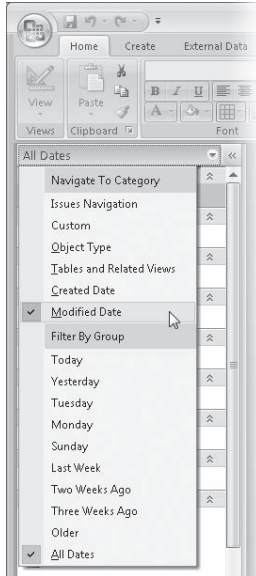 Home Create External Data
View Paste B I U
A
Views Clipboard Font
All Dates
Navigate To Category
Issues Navigation
Custom
Object Type
Tables and Related Views
Created Date
Modified Date
Filter By Group
Today
Yesterday
Tuesday
Monday
Sunday
Last Week
Two Weeks Ago
Three Weeks Ago
Older
All Dates